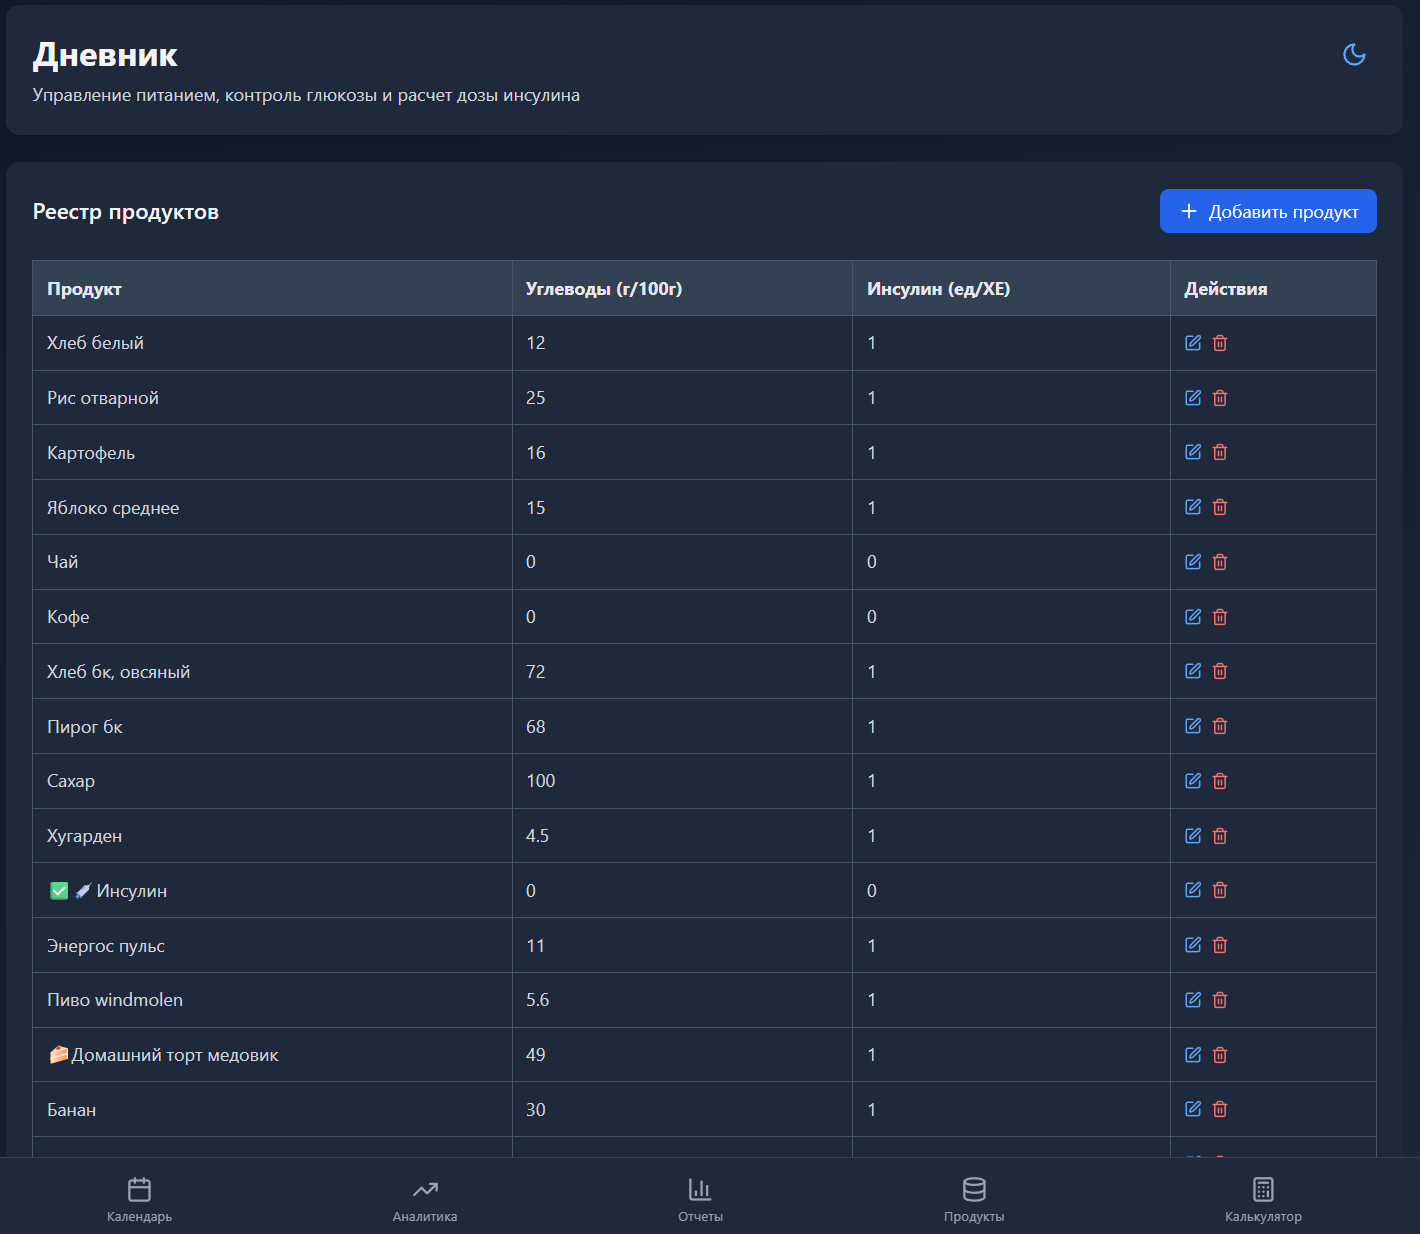 Дневник
Управление питанием, контроль глюкозы и расчет дозы инсулина
Реестр продуктов
Добавить продукт
Продукт Углеводы (г/100г) Инсулин (ед/ХЕ) Действия
Хлеб белый 12 1
Рис отварной 25 1
Картофель 16 1
Яблоко среднее 15 1
Чай 0 0
Кофе 0 0
Хлеб бк, овсяный 72 1
Пирог бк 68 1
Сахар 100 1
Хугарден 4.5 1
✅💉Инсулин 0 0
Энергос пульс 11 1
Пиво windmolen 5.6 1
🍰Домашний торт медовик 49 1
Банан 30 1
Календарь Аналитика Отчеты Продукты Калькулятор